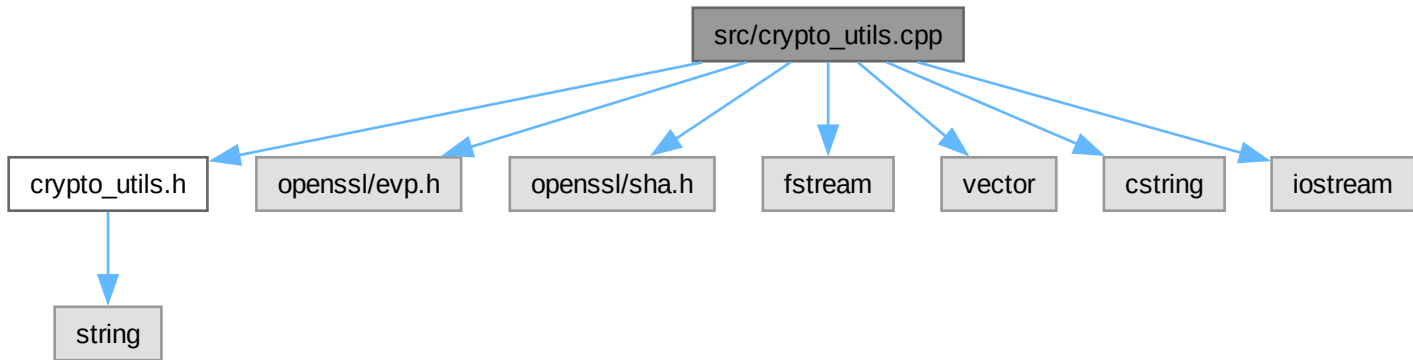 src/crypto_utils.cpp
crypto_utils.h
openssl/evp.h
openssl/sha.h
fstream
vector
cstring
iostream
string